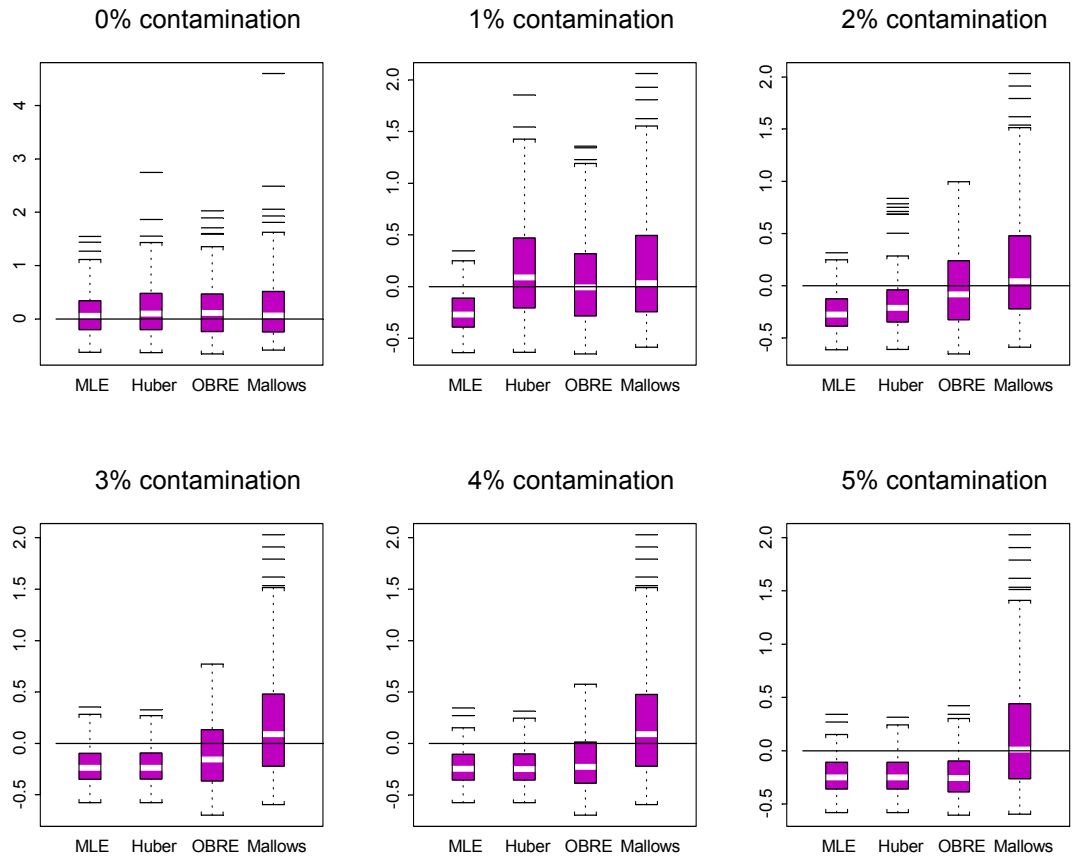 0% contamination
1% contamination
2% contamination
4
3
2
1
0
MLE Huber OBRE Mallows
2.0
1.5
1.0
0.5
0.0
-0.5
MLE Huber OBRE Mallows
2.0
1.5
1.0
0.5
0.0
-0.5
MLE Huber OBRE Mallows
3% contamination
4% contamination
5% contamination
2.0
1.5
1.0
0.5
0.0
-0.5
MLE Huber OBRE Mallows
2.0
1.5
1.0
0.5
0.0
-0.5
MLE Huber OBRE Mallows
2.0
1.5
1.0
0.5
0.0
-0.5
MLE Huber OBRE Mallows